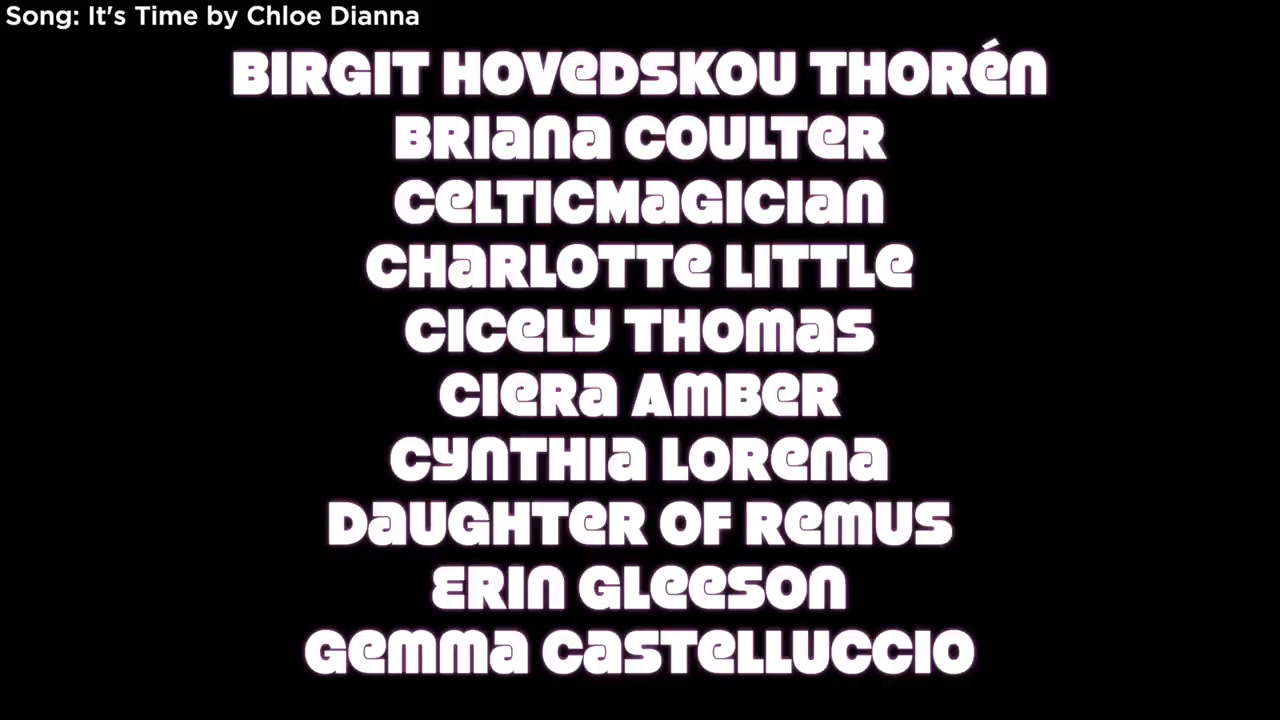 Song: It's Time by Chloe Dianna
BIRGIT HOVeDSKOU THORén
BRIana COULTeR
CeLTICMaGICIan
CHaRLOTTe LITTLe
CICeLy THOmas
CIeRa AmBeR
CynTHIa LORena
DaUGHTeR OF RemUS
ERIn GLeeSOn
Gemma CaSTeLLUCCIO